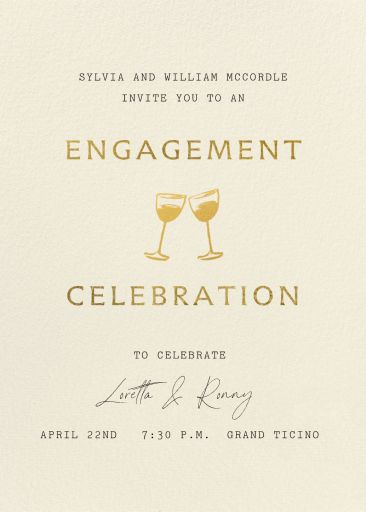 SYLVIA AND WILLIAM MCCORDLE
INVITE YOU TO AN
ENGAGEMENT
CELEBRATION
TO CELEBRATE
Loretta & Ronny
APRIL 22ND 7:30 P.M. GRAND TICINO